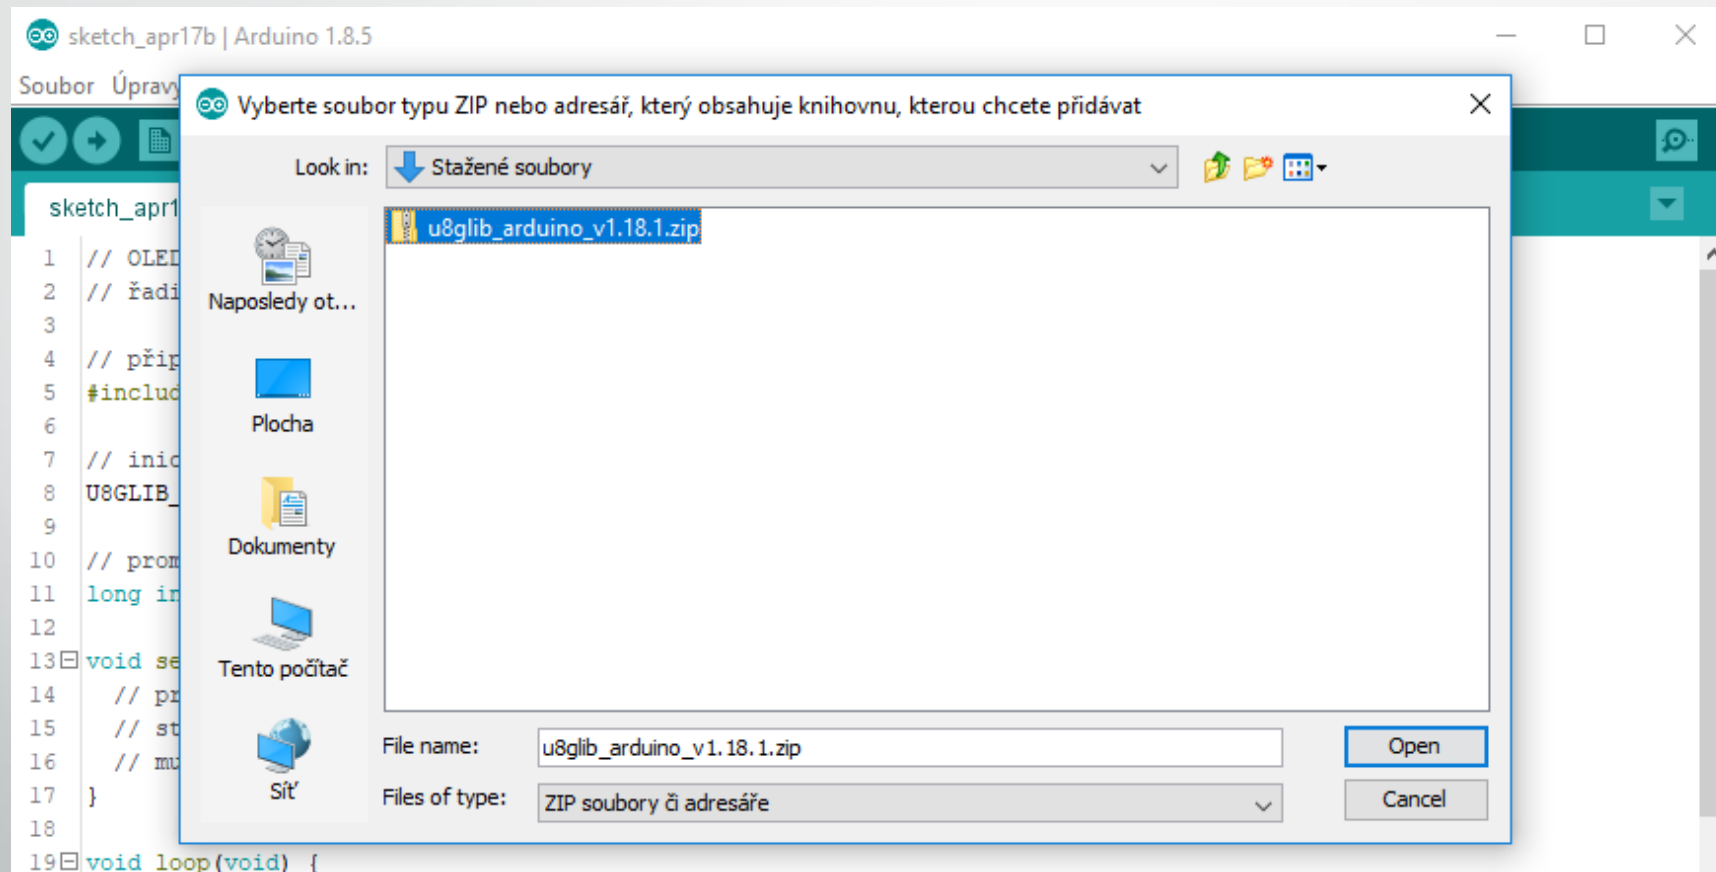 sketch_apr17b | Arduino 1.8.5
Soubor Úpravy
Vyberte soubor typu ZIP nebo adresář, který obsahuje knihovnu, kterou chcete přidávat
Look in: Stažené soubory
sketch_apr1
u8glib_arduino_v1.18.1.zip
Naposledy ot...
Plocha
Dokumenty
Tento počítač
Síť
File name: u8glib_arduino_v1.18.1.zip
Open
Files of type: ZIP soubory či adresáře
Cancel
1 // OLED
2 // řadi
3
4 // přip
5 #includ
6
7 // inic
8 U8GLIB_
9
10 // prom
11 long in
12
13 void se
14 // pr
15 // st
16 // mu
17 }
18
19 void loop(void) {